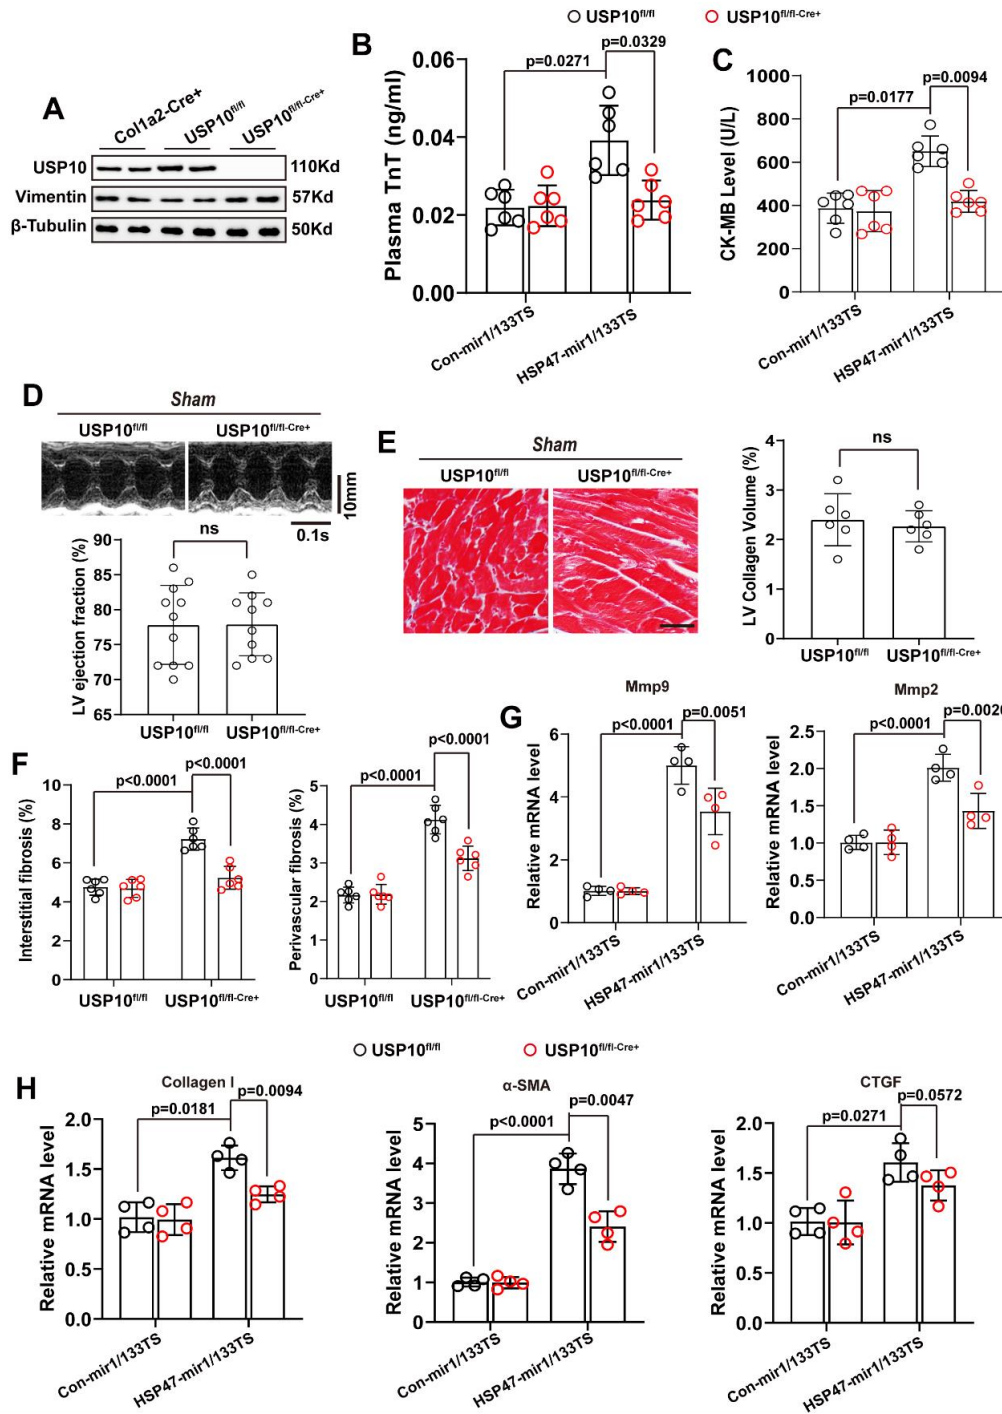 USP10fl/fl
USP10fl/fl-Cre+
A
Col1a2-Cre+
USP10fl/fl
USP10fl/fl-Cre+
USP10
110Kd
Vimentin
57Kd
β-Tubulin
50Kd
B
p=0.0329
p=0.0271
Plasma TnT (ng/ml)
0.06
0.04
0.02
0.00
Con-mir1/133TS
HSP47-mir1/133TS
C
p=0.0094
p=0.0177
CK-MB Level (U/L)
1000
800
600
400
200
0
Con-mir1/133TS
HSP47-mir1/133TS
D
Sham
USP10fl/fl
USP10fl/fl-Cre+
10mm
0.1s
ns
LV ejection fraction (%)
90
85
80
75
70
65
USP10fl/fl
USP10fl/fl-Cre+
E
Sham
USP10fl/fl
USP10fl/fl-Cre+
ns
LV Collagen Volume (%)
4
3
2
1
0
USP10fl/fl
USP10fl/fl-Cre+
F
p<0.0001
p<0.0001
Interstitial fibrosis (%)
10
8
6
4
2
0
USP10fl/fl
USP10fl/fl-Cre+
p<0.0001
p<0.0001
Perivascular fibrosis (%)
5
4
3
2
1
0
USP10fl/fl
USP10fl/fl-Cre+
G
Mmp9
p=0.0051
p<0.0001
Relative mRNA level
6
4
2
0
Con-mir1/133TS
HSP47-mir1/133TS
Mmp2
p<0.0001
Relative mRNA level
2.5
2.0
1.5
1.0
0.5
0.0
Con-mir1/133TS
HSP47-mir1/133TS
USP10fl/fl
USP10fl/fl-Cre+
H
Collagen I
p=0.0094
p=0.0181
Relative mRNA level
2.0
1.5
1.0
0.5
0.0
Con-mir1/133TS
HSP47-mir1/133TS
α-SMA
p=0.0047
p<0.0001
Relative mRNA level
5
4
3
2
1
0
Con-mir1/133TS
HSP47-mir1/133TS
CTGF
p=0.0572
p=0.0271
Relative mRNA level
2.0
1.5
1.0
0.5
0.0
Con-mir1/133TS
HSP47-mir1/133TS